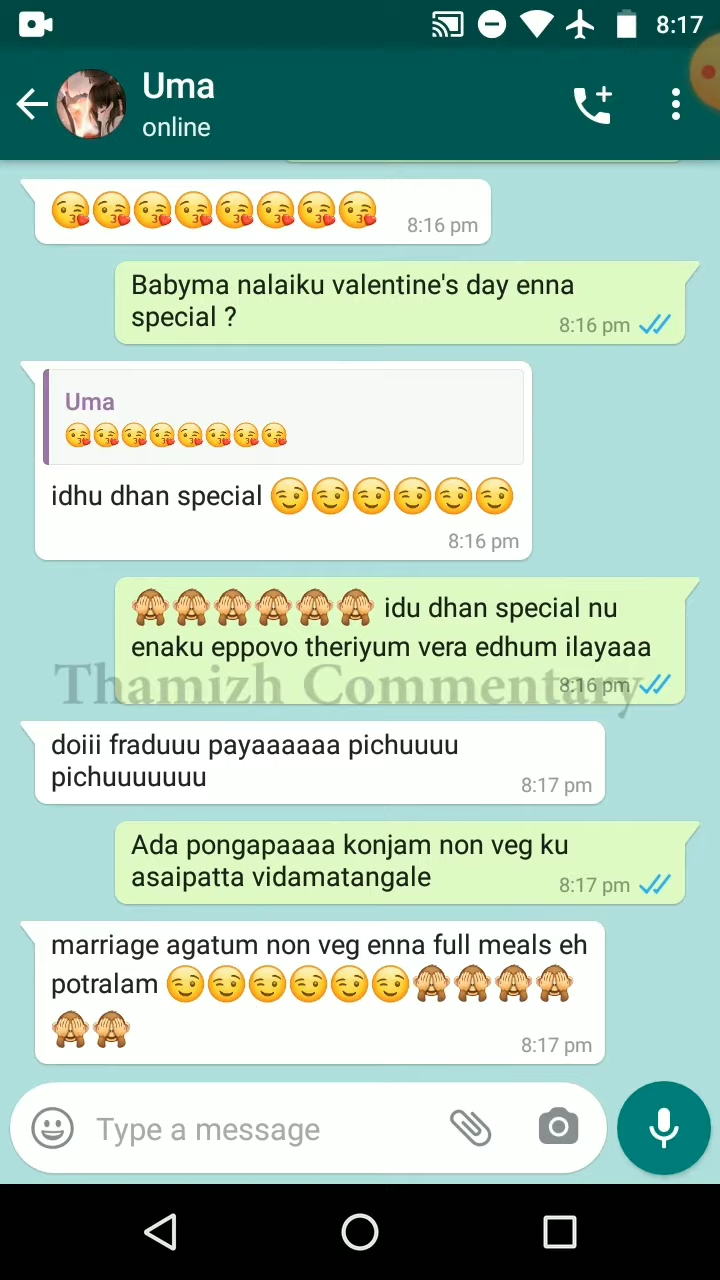 8:17
Uma
online
😘😘😘😘😘😘😘😘 8:16 pm
Babyma nalaiku valentine's day enna
special ? 8:16 pm
Uma
😘😘😘😘😘😘😘😘
idhu dhan special 😉😉😉😉😉😉
8:16 pm
🙈🙈🙈🙈🙈🙈 idu dhan special nu
enaku eppovo theriyum vera edhum ilayaaa
8:16 pm
Thamizh Commentary
doiii fraduuu payaaaaaa pichuuuu
pichuuuuuuu 8:17 pm
Ada pongapaaaa konjam non veg ku
asaipatta vidamatangale 8:17 pm
marriage agatum non veg enna full meals eh
potralam 😉😉😉😉😉😉🙈🙈🙈🙈
🙈🙈 8:17 pm
Type a message